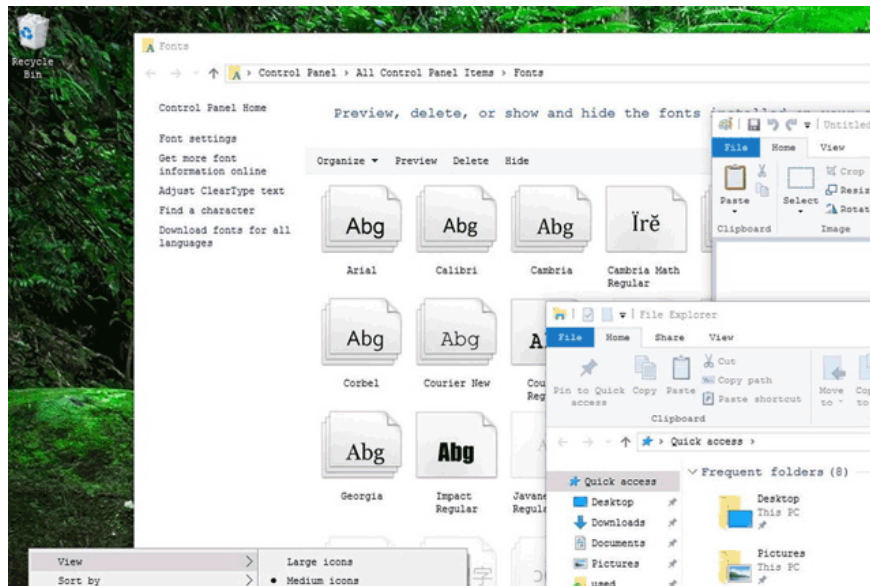 Recycle
Bin
Fonts
Control Panel › All Control Panel Items › Fonts
Control Panel Home
Font settings
Get more font
information online
Adjust ClearType text
Find a character
Download fonts for all
languages
Preview, delete, or show and hide the fonts
Organize Preview Delete Hide
Abg Abg Abg Ïrĕ
Arial Calibri Cambria Cambria Math
Regular
Abg Abg
Corbel Courier New
Abg Abg
Georgia Impact
Regular
Untitled
File Home View
Paste Select Crop
Clipboard Image
File Explorer
File Home Share View
Pin to Quick
access
Copy Paste
Cut
Copy path
Paste shortcut
Move
to
Clipboard
Quick access ›
Quick access
Desktop
Downloads
Documents
Pictures
used
Frequent folders (8)
Desktop
This PC
Pictures
This PC
View
Sort by
Large icons
Medium icons
字